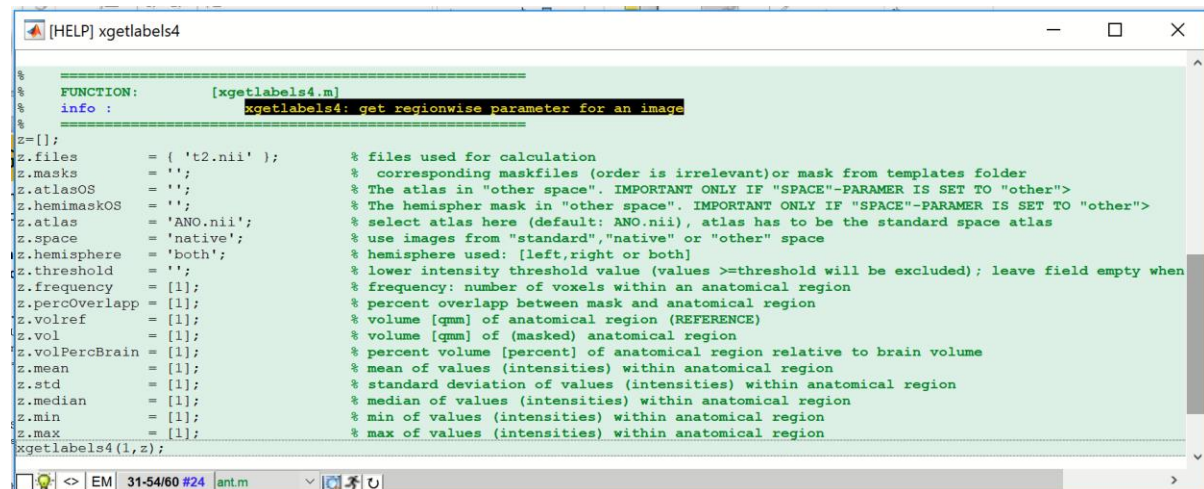 [HELP] xgetlabels4
% =====================================================
% FUNCTION: [xgetlabels4.m]
% info : xgetlabels4: get regionwise parameter for an image
% =====================================================
z=[];
z.files = { 't2.nii' }; % files used for calculation
z.masks = ''; % corresponding maskfiles (order is irrelevant)or mask from templates folder
z.atlasOS = ''; % The atlas in "other space". IMPORTANT ONLY IF "SPACE"-PARAMER IS SET TO "other">
z.hemimaskOS = ''; % The hemispher mask in "other space". IMPORTANT ONLY IF "SPACE"-PARAMER IS SET TO "other">
z.atlas = 'ANO.nii'; % select atlas here (default: ANO.nii), atlas has to be the standard space atlas
z.space = 'native'; % use images from "standard","native" or "other" space
z.hemisphere = 'both'; % hemisphere used: [left,right or both]
z.threshold = ''; % lower intensity threshold value (values >=threshold will be excluded); leave field empty when
z.frequency = [1]; % frequency: number of voxels within an anatomical region
z.percOverlapp = [1]; % percent overlapp between mask and anatomical region
z.volref = [1]; % volume [qmm] of anatomical region (REFERENCE)
z.vol = [1]; % volume [qmm] of (masked) anatomical region
z.volPercBrain = [1]; % percent volume [percent] of anatomical region relative to brain volume
z.mean = [1]; % mean of values (intensities) within anatomical region
z.std = [1]; % standard deviation of values (intensities) within anatomical region
z.median = [1]; % median of values (intensities) within anatomical region
z.min = [1]; % min of values (intensities) within anatomical region
z.max = [1]; % max of values (intensities) within anatomical region
xgetlabels4(1,z);
<> EM 31-54/60 #24 ant.m